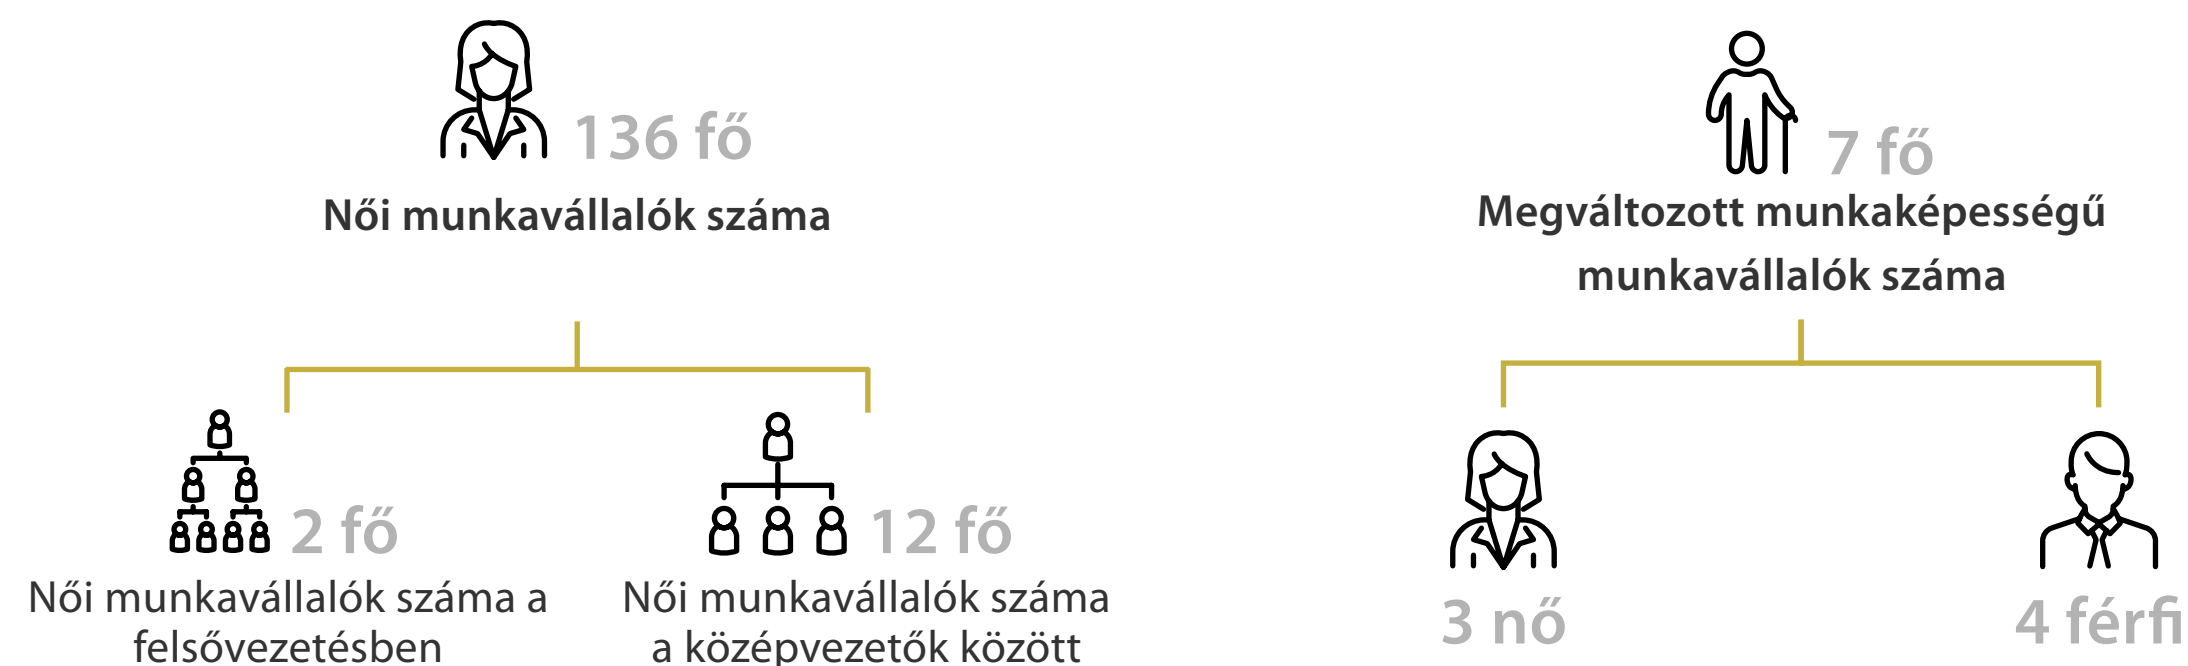 136 fő
Női munkavállalók száma
2 fő
Női munkavállalók száma a
felsővezetésben
12 fő
Női munkavállalók száma
a középvezetők között
7 fő
Megváltozott munkaképességű
munkavállalók száma
3 nő
4 férfi